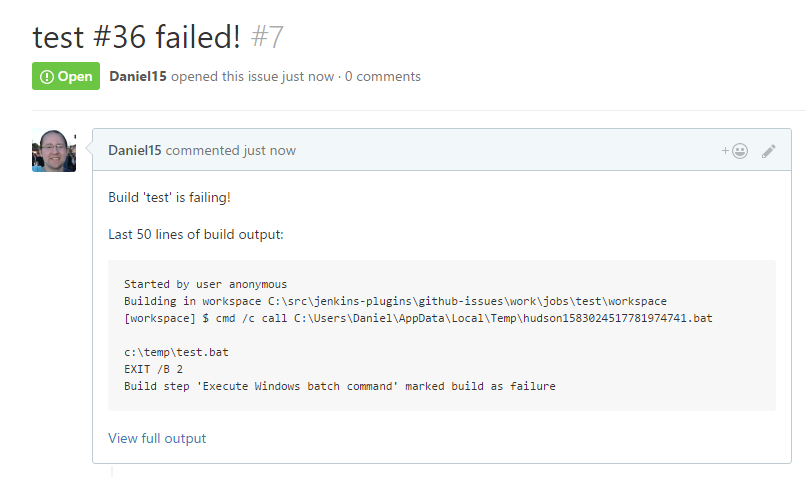 test #36 failed! #7
Open Daniel15 opened this issue just now · 0 comments
Daniel15 commented just now
+
Build 'test' is failing!
Last 50 lines of build output:
Started by user anonymous
Building in workspace C:\src\jenkins-plugins\github-issues\work\jobs\test\workspace
[workspace] $ cmd /c call C:\Users\Daniel\AppData\Local\Temp\hudson1583024517781974741.bat
c:\temp\test.bat
EXIT /B 2
Build step 'Execute Windows batch command' marked build as failure
View full output